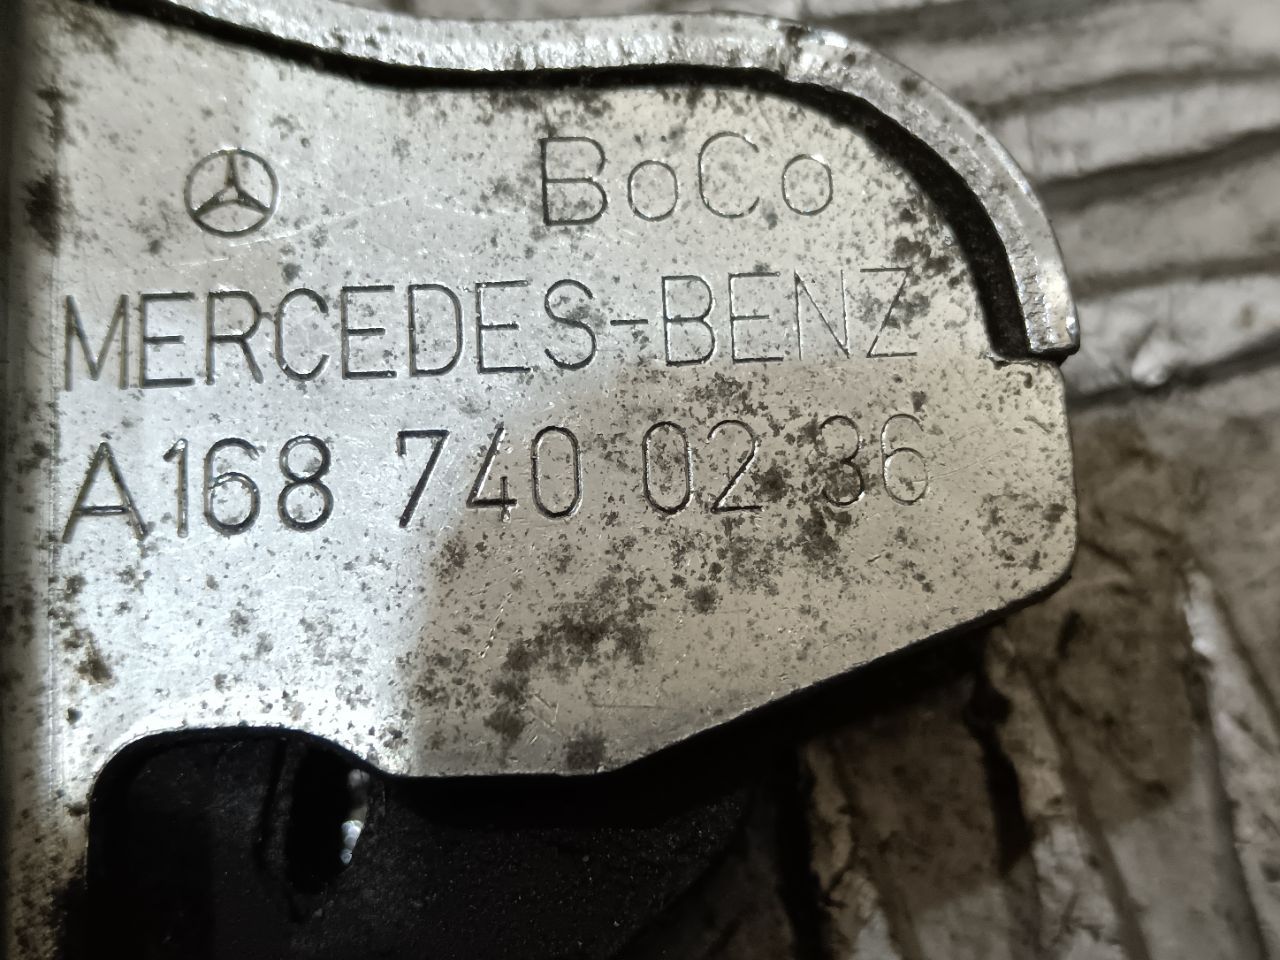 BoCo
MERCEDES-BENZ
A168 740 02 36